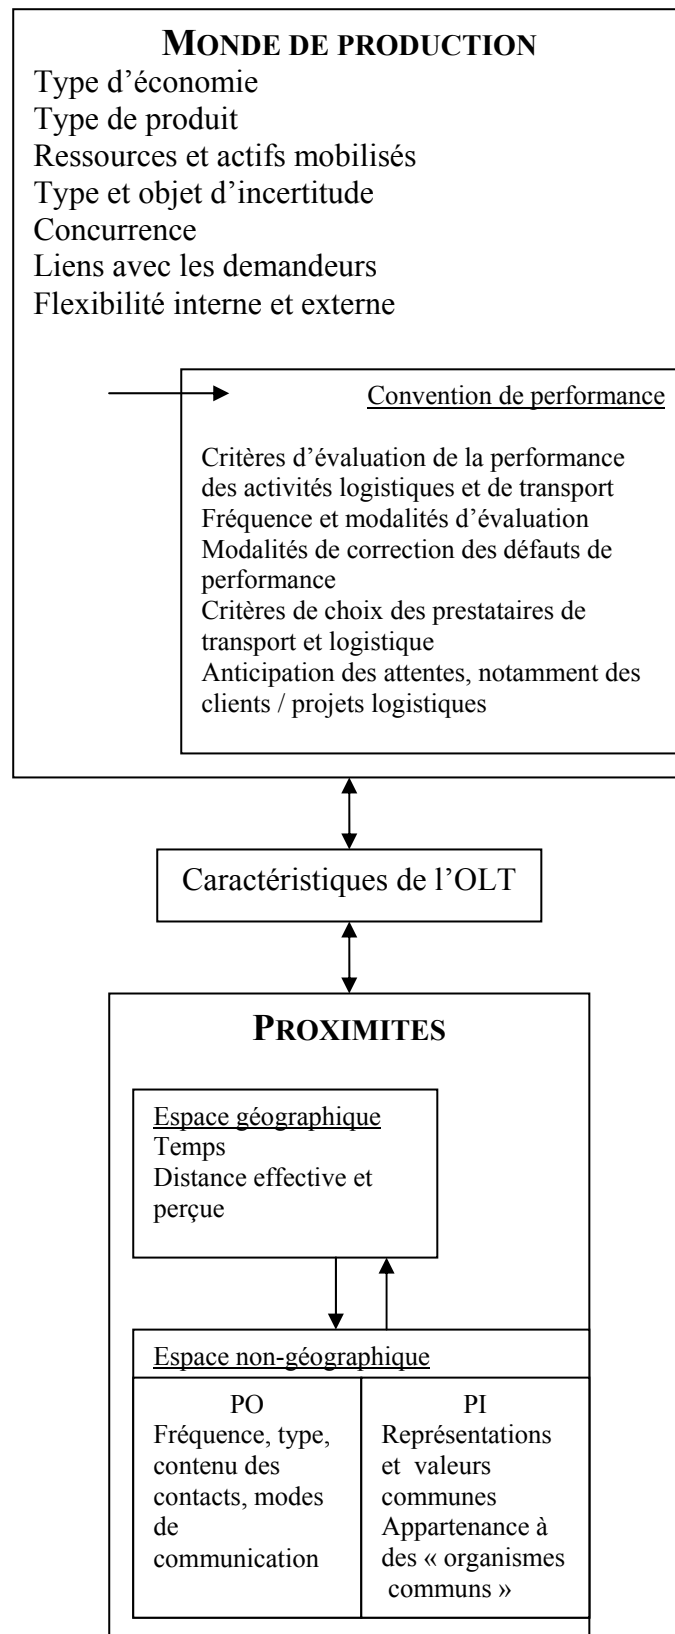 MONDE DE PRODUCTION
Type d’économie
Type de produit
Ressources et actifs mobilisés
Type et objet d’incertitude
Concurrence
Liens avec les demandeurs
Flexibilité interne et externe
Convention de performance
Critères d’évaluation de la performance
des activités logistiques et de transport
Fréquence et modalités d’évaluation
Modalités de correction des défauts de
performance
Critères de choix des prestataires de
transport et logistique
Anticipation des attentes, notamment des
clients / projets logistiques
Caractéristiques de l’OLT
PROXIMITES
Espace géographique
Temps
Distance effective et
perçue
Espace non-géographique
PO
Fréquence, type,
contenu des
contacts, modes
de
communication
PI
Représentations
et valeurs
communes
Appartenance à
des « organismes
communs »